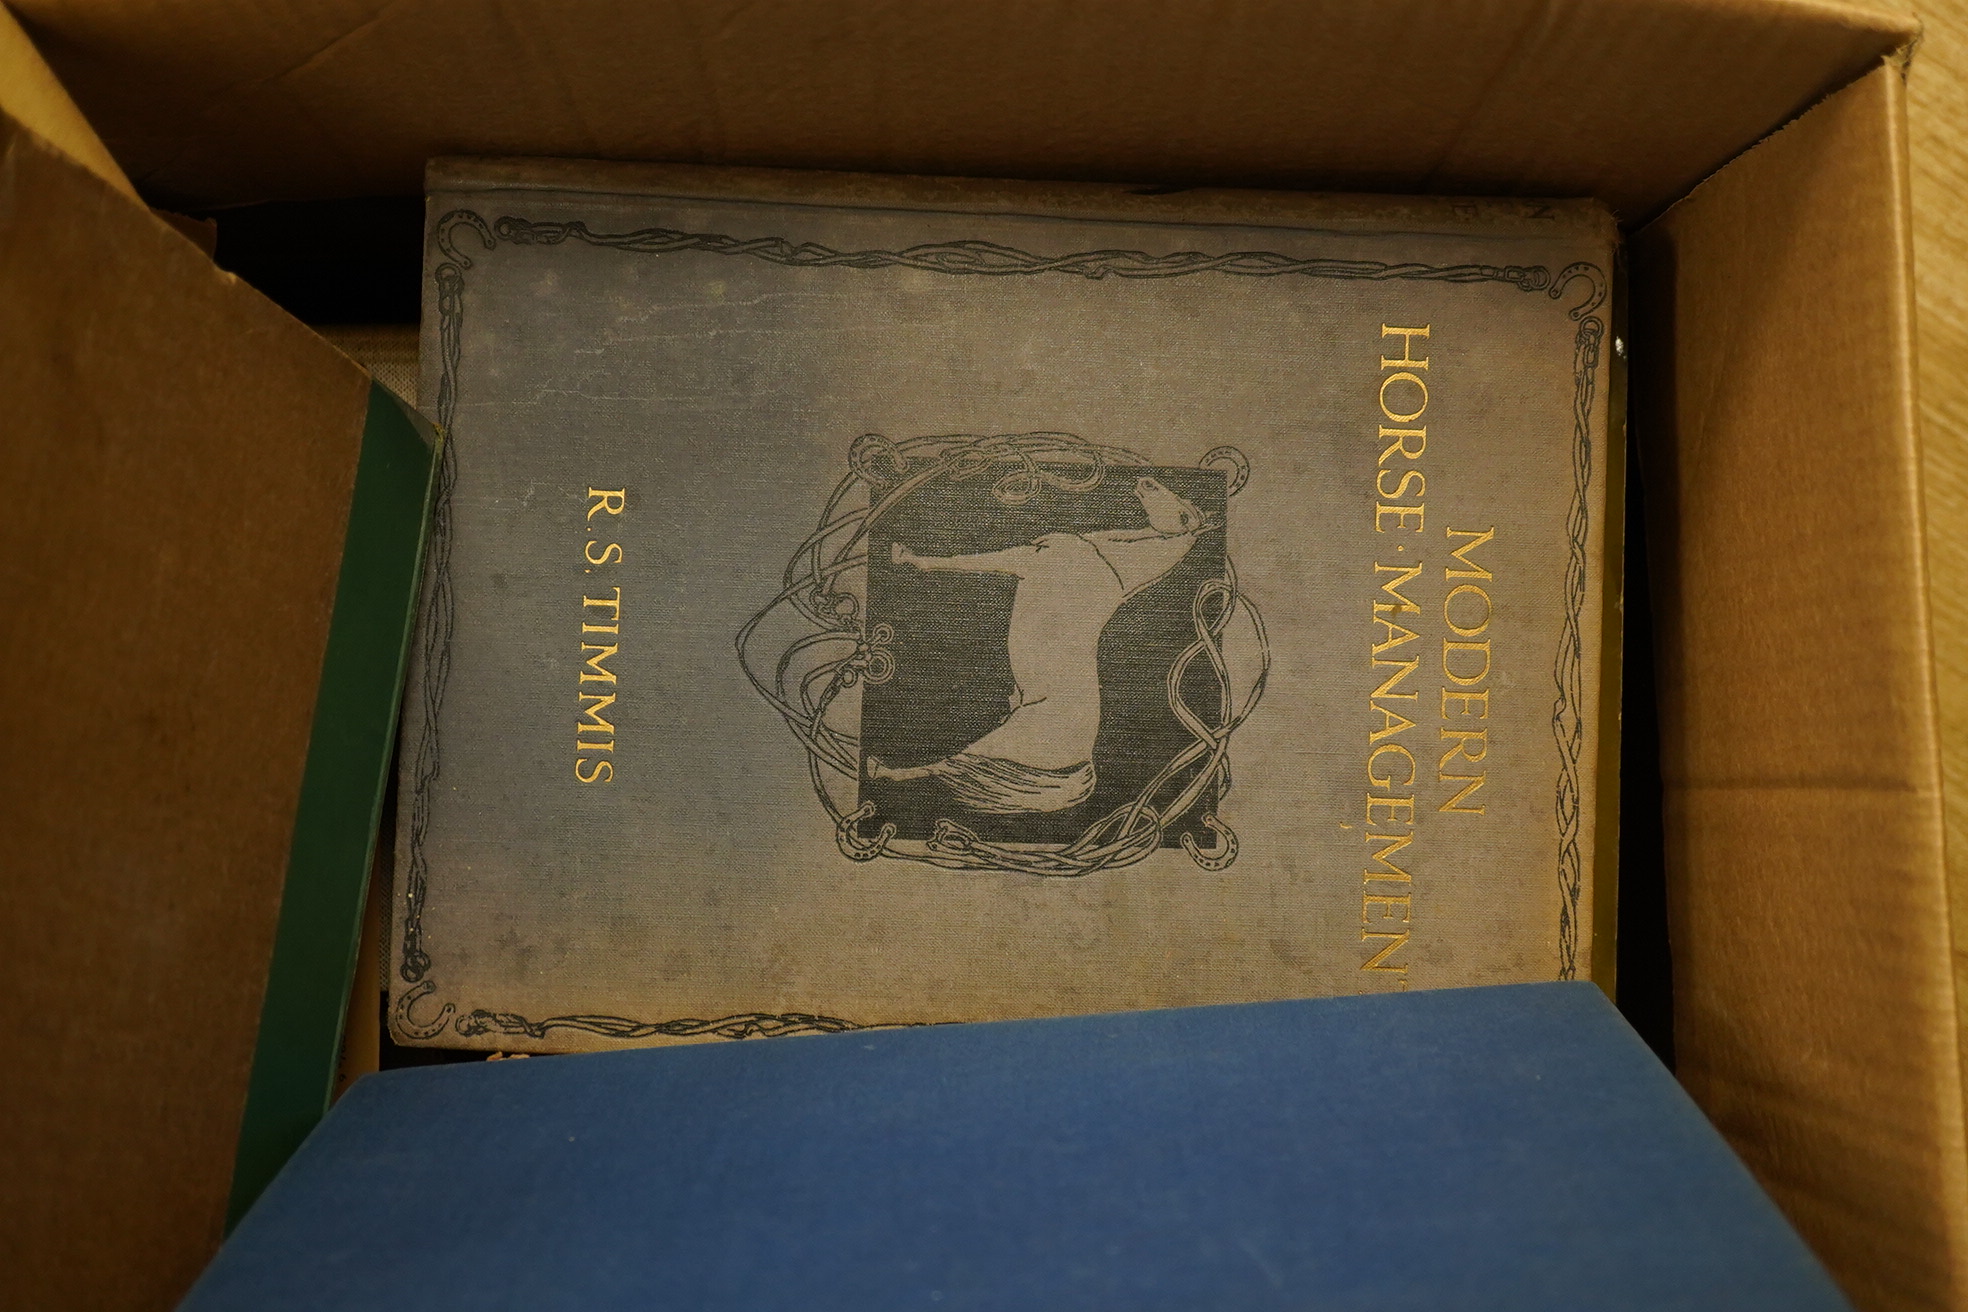 MODERN
HORSE·MANAGEMENT
R.S.TIMMIS